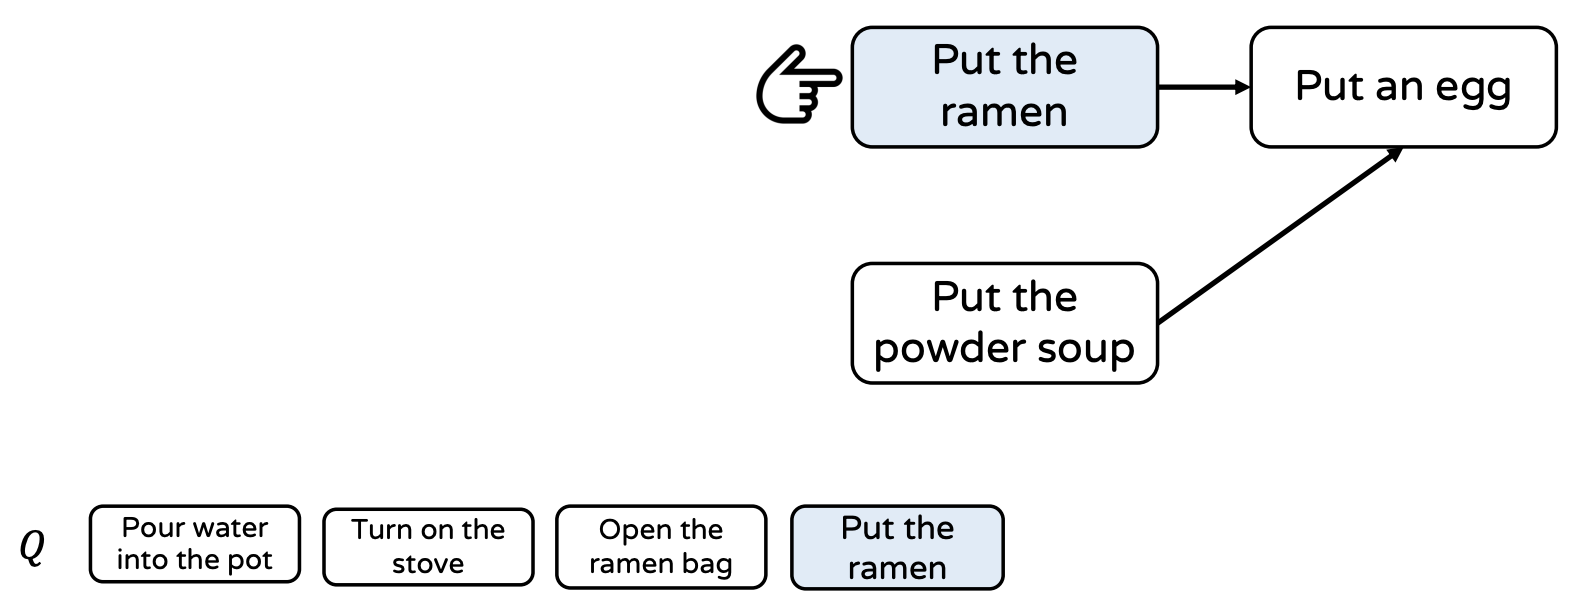 Put the
ramen
Put an egg
Put the
powder soup
Q
Pour water
into the pot
Turn on the
stove
Open the
ramen bag
Put the
ramen